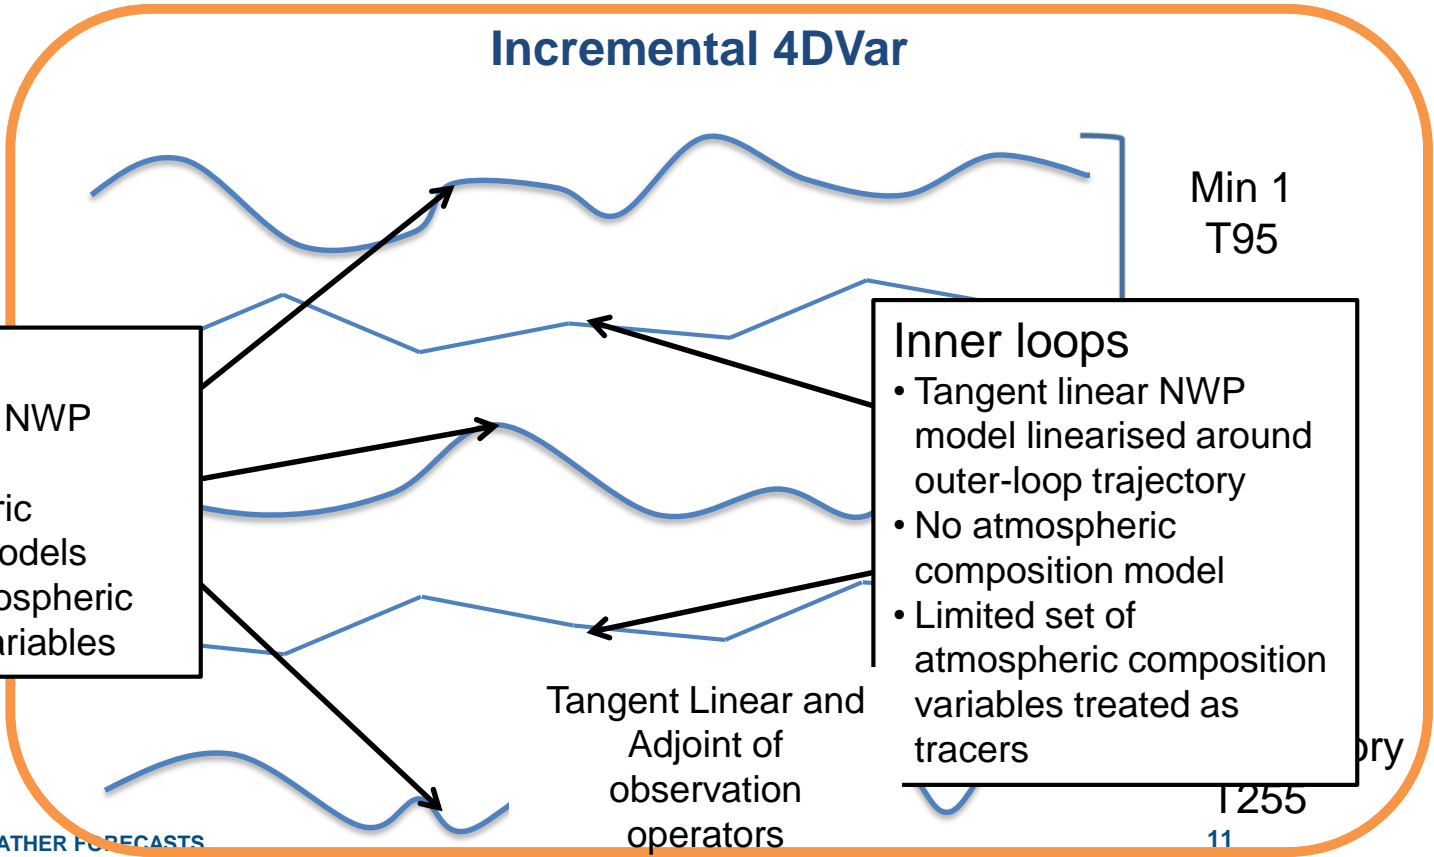 Incremental 4DVar
Min 1
T95
NWP
ric
odels
ospheric
ariables
Inner loops
• Tangent linear NWP
model linearised around
outer-loop trajectory
• No atmospheric
composition model
• Limited set of
atmospheric composition
variables treated as
tracers
Tangent Linear and
Adjoint of
observation
operators
ory
T255
ATHER FORECASTS
11